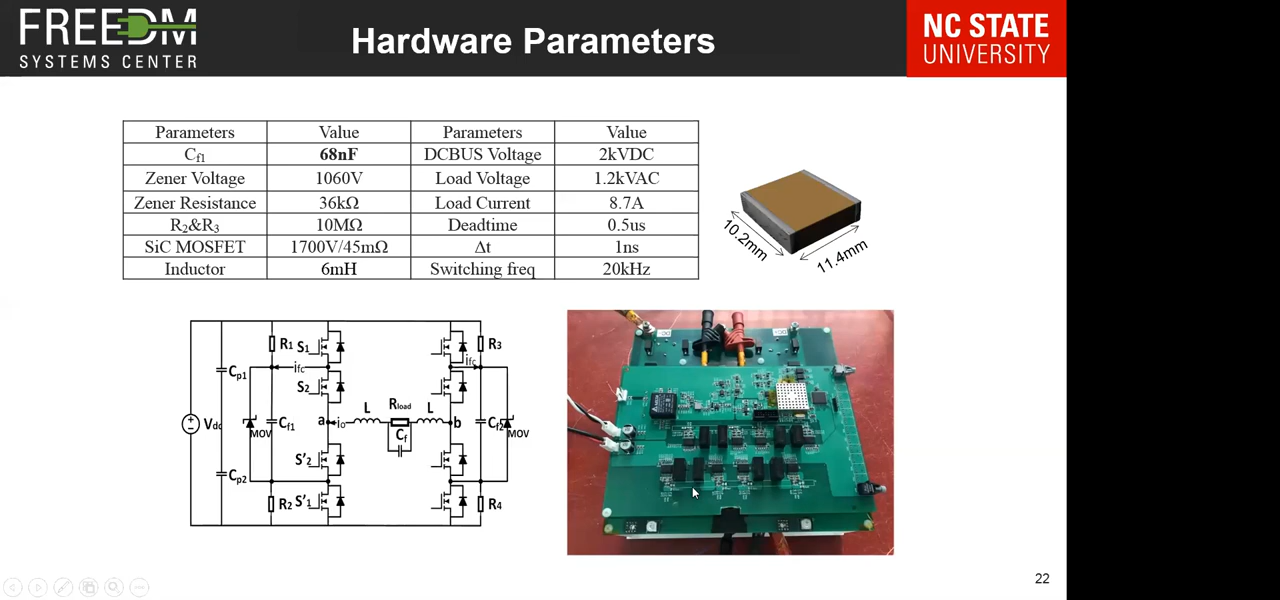 FREEDM
SYSTEMS CENTER
Hardware Parameters
NC STATE
UNIVERSITY
Parameters Value Parameters Value
Cf1 68nF DCBUS Voltage 2kVDC
Zener Voltage 1060V Load Voltage 1.2kVAC
Zener Resistance 36kΩ Load Current 8.7A
R2&R3 10MΩ Deadtime 0.5us
SiC MOSFET 1700V/45mΩ Δt 1ns
Inductor 6mH Switching freq 20kHz
10.2mm
11.4mm
R1 S1 R3
ifc
ifc
Cp1
S2
Rload
L L
Vdc a io b
MOV Cf1 Cf Cf2 MOV
S'2
Cp2
R2 S'1 R4
22